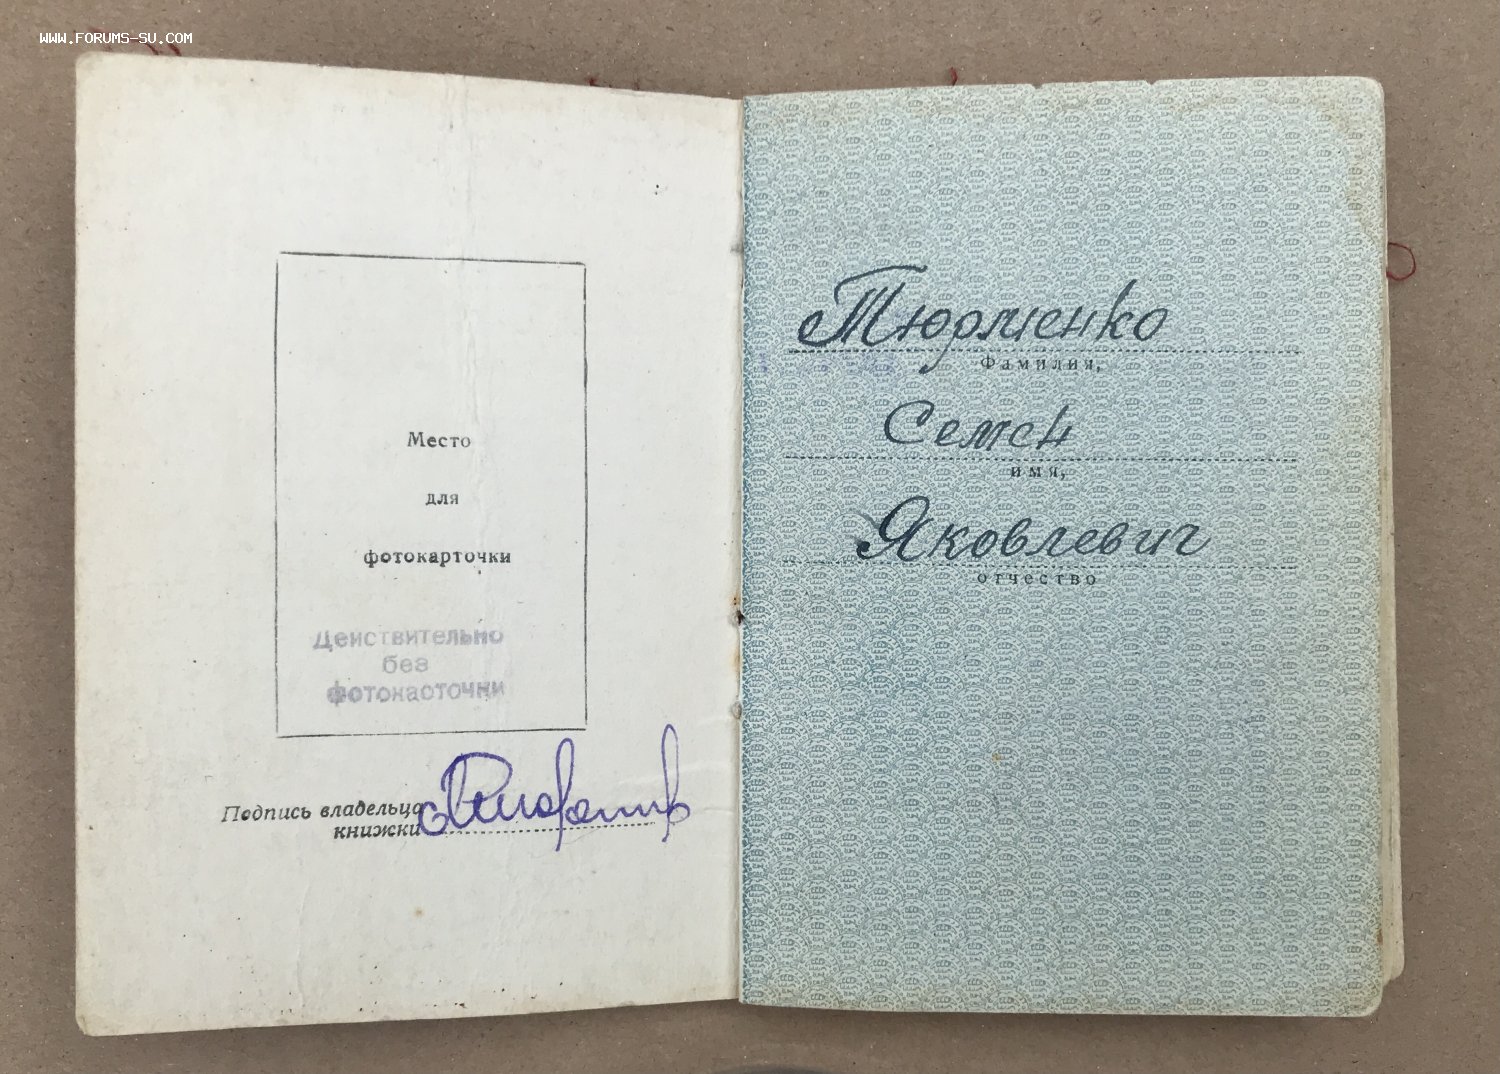 WWW.FORUMS-SU.COM
Место
для
фотокарточки
Действительно
без
фотокарточки
Подпись владельца
книжки
Тюрменко
Фамилия,
Семен
имя,
Яковлевич
отчество